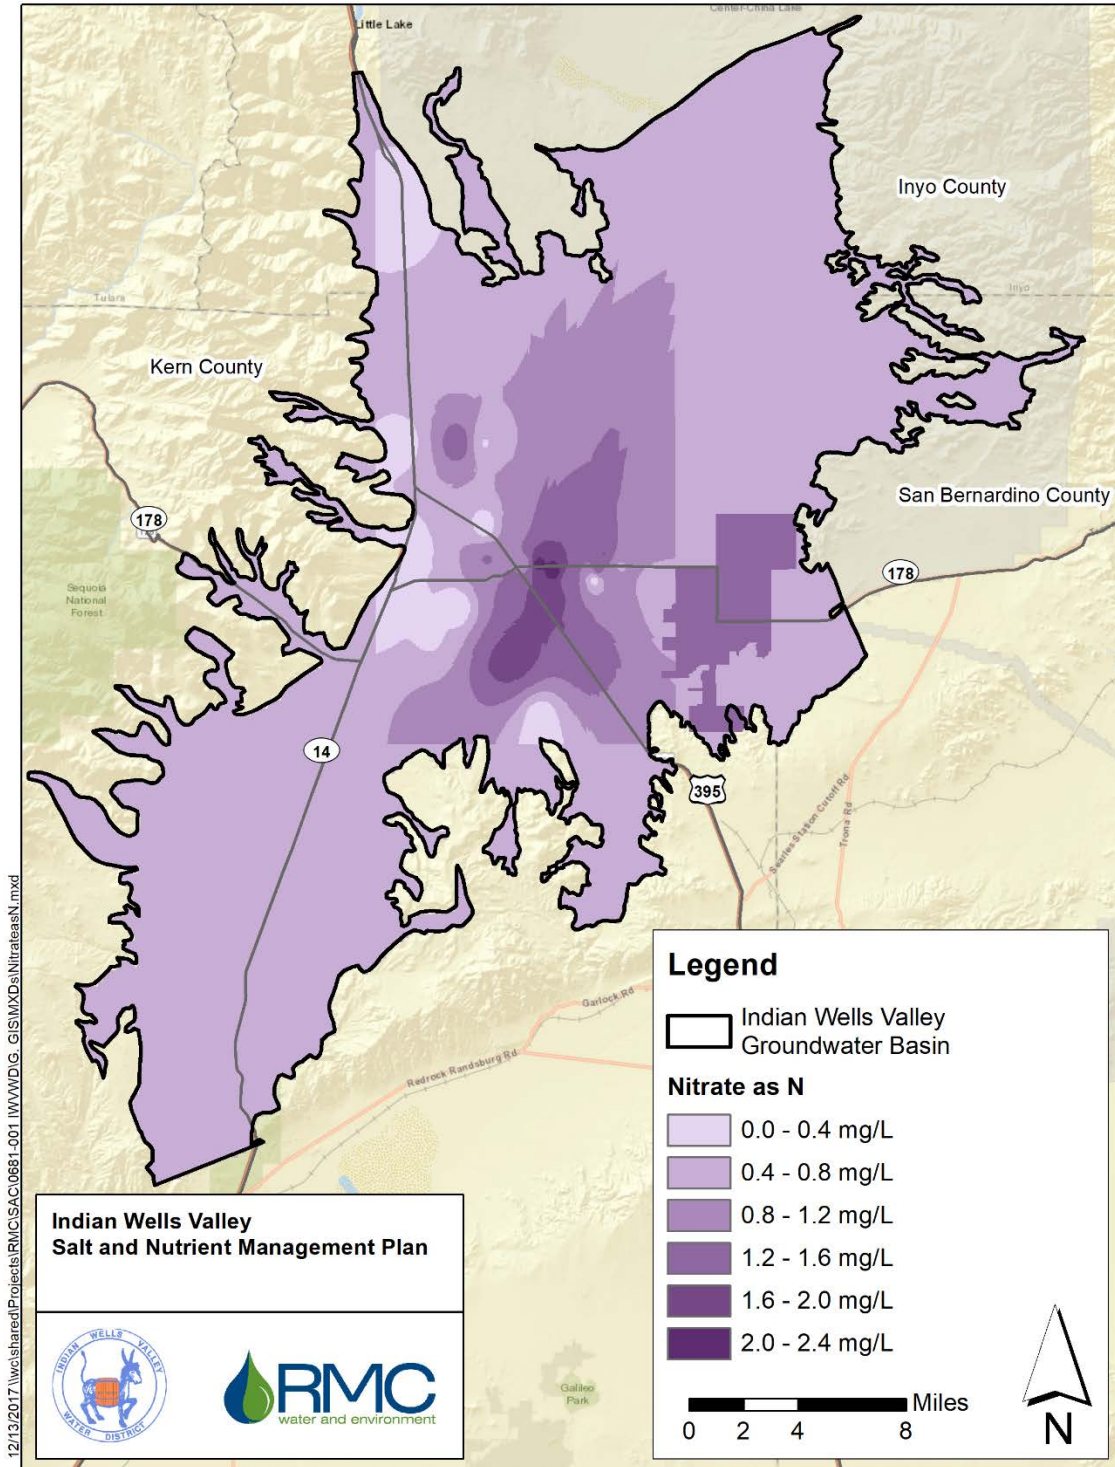 Center-China Lake
Little Lake
Inyo County
Tulara
Inyo
Kern County
San Bernardino County
178
178
Sequoia
National
Forest
14
395
Searles Station Cutoff Rd
Trona Rd
Garlock Rd
Redrock Randsburg Rd
Galileo
Park
12/13/2017 \\wc\shared\Projects\RMC\SAC\0681-001 IWVWD\G. GIS\MXDs\NitrateasN.mxd
Legend
Indian Wells Valley
Groundwater Basin
Nitrate as N
0.0 - 0.4 mg/L
0.4 - 0.8 mg/L
0.8 - 1.2 mg/L
1.2 - 1.6 mg/L
1.6 - 2.0 mg/L
2.0 - 2.4 mg/L
Miles
0 2 4 8
N
Indian Wells Valley
Salt and Nutrient Management Plan
INDIAN WELLS VALLEY
WATER DISTRICT
RMC
water and environment